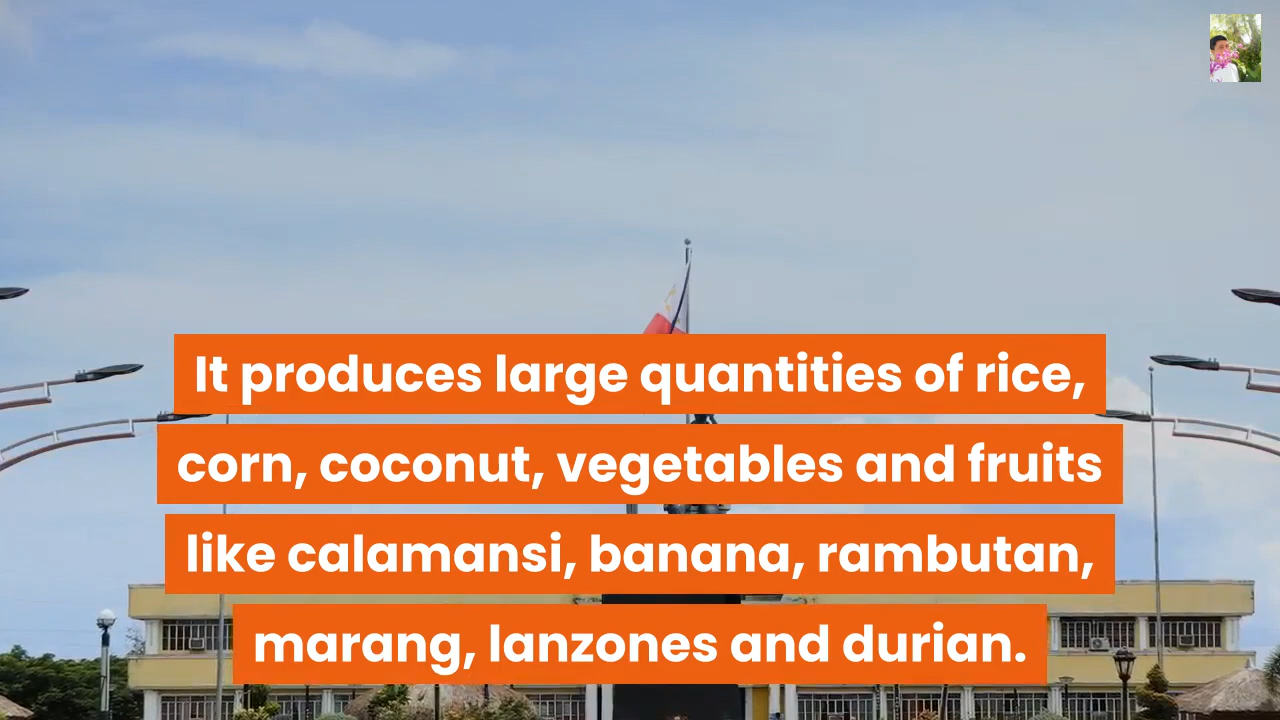 It produces large quantities of rice,
corn, coconut, vegetables and fruits
like calamansi, banana, rambutan,
marang, lanzones and durian.